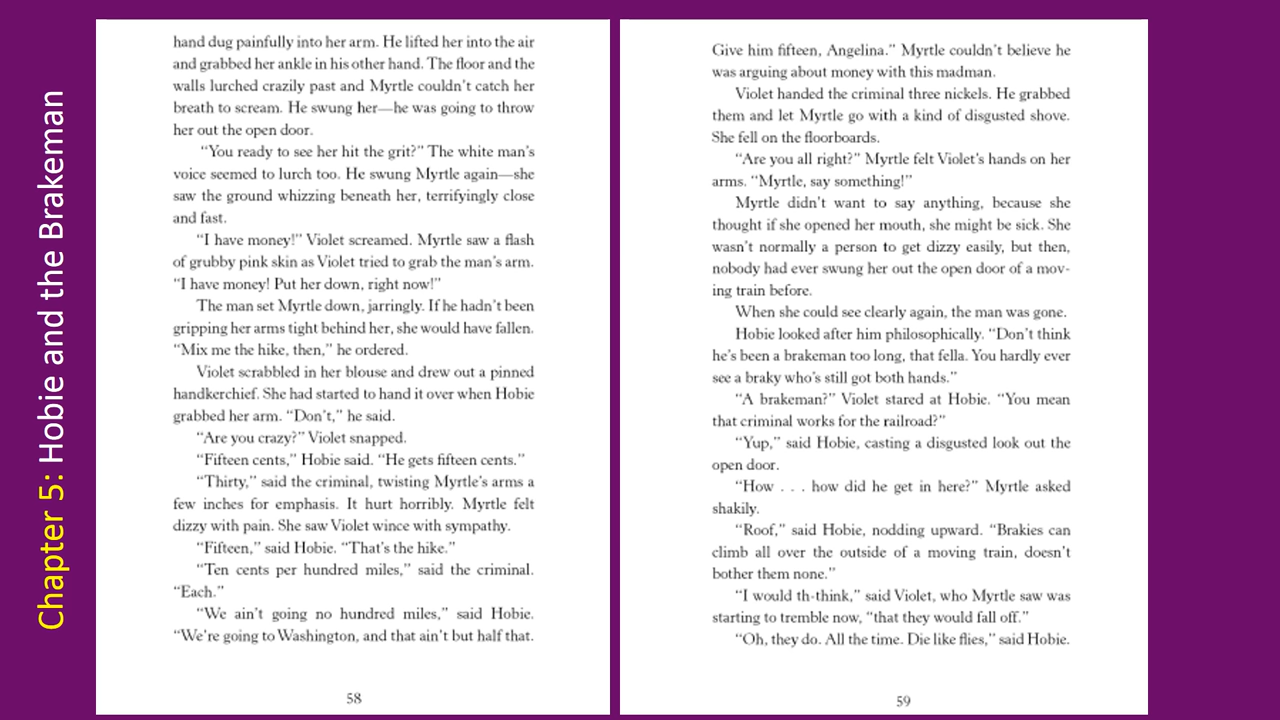 Chapter 5: Hobie and the Brakeman
hand dug painfully into her arm. He lifted her into the air
and grabbed her ankle in his other hand. The floor and the
walls lurched crazily past and Myrtle couldn’t catch her
breath to scream. He swung her—he was going to throw
her out the open door.
“You ready to see her hit the grit?” The white man’s
voice seemed to lurch too. He swung Myrtle again—she
saw the ground whizzing beneath her, terrifyingly close
and fast.
“I have money!” Violet screamed. Myrtle saw a flash
of grubby pink skin as Violet tried to grab the man’s arm.
“I have money! Put her down, right now!”
The man set Myrtle down, jarringly. If he hadn’t been
gripping her arms tight behind her, she would have fallen.
“Mix me the hike, then,” he ordered.
Violet scrabbled in her blouse and drew out a pinned
handkerchief. She had started to hand it over when Hobie
grabbed her arm. “Don’t,” he said.
“Are you crazy?” Violet snapped.
“Fifteen cents,” Hobie said. “He gets fifteen cents.”
“Thirty,” said the criminal, twisting Myrtle’s arms a
few inches for emphasis. It hurt horribly. Myrtle felt
dizzy with pain. She saw Violet wince with sympathy.
“Fifteen,” said Hobie. “That’s the hike.”
“Ten cents per hundred miles,” said the criminal.
“Each.”
“We ain’t going no hundred miles,” said Hobie.
“We’re going to Washington, and that ain’t but half that.
58
Give him fifteen, Angelina.” Myrtle couldn’t believe he
was arguing about money with this madman.
Violet handed the criminal three nickels. He grabbed
them and let Myrtle go with a kind of disgusted shove.
She fell on the floorboards.
“Are you all right?” Myrtle felt Violet’s hands on her
arms. “Myrtle, say something!”
Myrtle didn’t want to say anything, because she
thought if she opened her mouth, she might be sick. She
wasn’t normally a person to get dizzy easily, but then,
nobody had ever swung her out the open door of a mov-
ing train before.
When she could see clearly again, the man was gone.
Hobie looked after him philosophically. “Don’t think
he’s been a brakeman too long, that fella. You hardly ever
see a braky who’s still got both hands.”
“A brakeman?” Violet stared at Hobie. “You mean
that criminal works for the railroad?”
“Yup,” said Hobie, casting a disgusted look out the
open door.
“How . . . how did he get in here?” Myrtle asked
shakily.
“Roof,” said Hobie, nodding upward. “Brakies can
climb all over the outside of a moving train, doesn’t
bother them none.”
“I would th-think,” said Violet, who Myrtle saw was
starting to tremble now, “that they would fall off.”
“Oh, they do. All the time. Die like flies,” said Hobie.
59